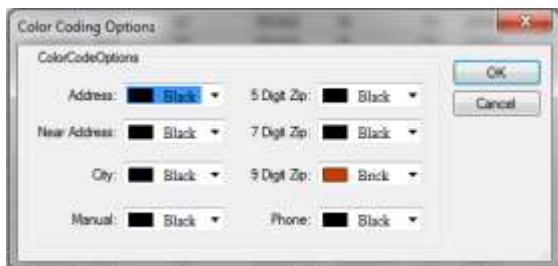 Color Coding Options
ColorCodeOptions
OK
Cancel
Address: Black 5 Digit Zip: Black
Near Address: Black 7 Digit Zip: Black
City: Black 9 Digit Zip: Brick
Manual: Black Phone: Black